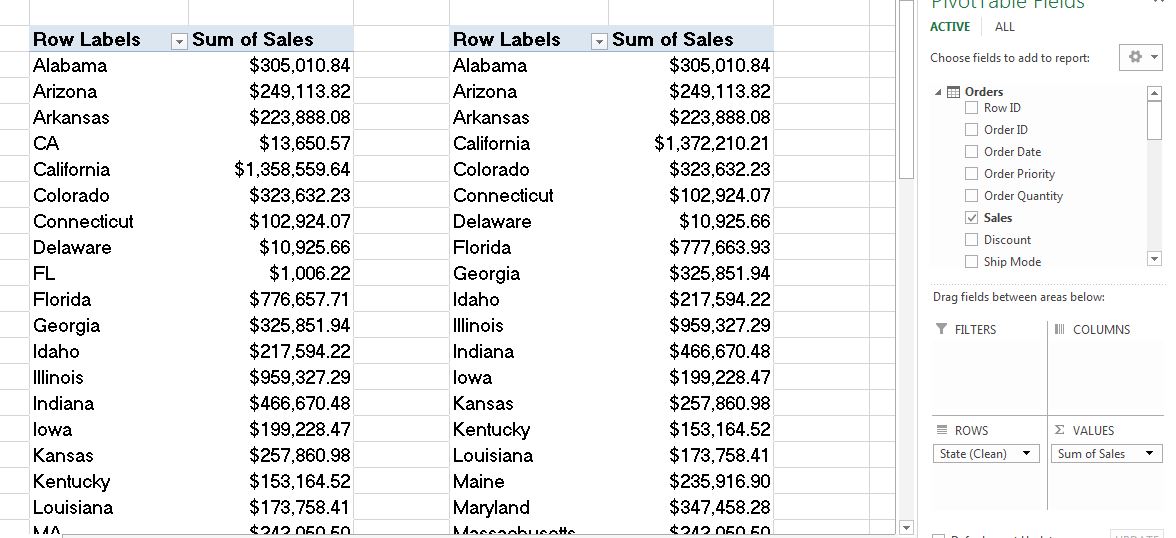 PivotTable Fields
ACTIVE ALL
Choose fields to add to report:
Orders
Row ID
Order ID
Order Date
Order Priority
Order Quantity
Sales
Discount
Ship Mode
Drag fields between areas below:
FILTERS COLUMNS
ROWS Σ VALUES
State (Clean) Sum of Sales
Row Labels Sum of Sales Row Labels Sum of Sales
Alabama $305,010.84 Alabama $305,010.84
Arizona $249,113.82 Arizona $249,113.82
Arkansas $223,888.08 Arkansas $223,888.08
CA $13,650.57 California $1,372,210.21
California $1,358,559.64 Colorado $323,632.23
Colorado $323,632.23 Connecticut $102,924.07
Connecticut $102,924.07 Delaware $10,925.66
Delaware $10,925.66 Florida $777,663.93
FL $1,006.22 Georgia $325,851.94
Florida $776,657.71 Idaho $217,594.22
Georgia $325,851.94 Illinois $959,327.29
Idaho $217,594.22 Indiana $466,670.48
Illinois $959,327.29 Iowa $199,228.47
Indiana $466,670.48 Kansas $257,860.98
Iowa $199,228.47 Kentucky $153,164.52
Kansas $257,860.98 Louisiana $173,758.41
Kentucky $153,164.52 Maine $235,916.90
Louisiana $173,758.41 Maryland $347,458.28
MA $242,050.50 Massachusetts $242,050.50